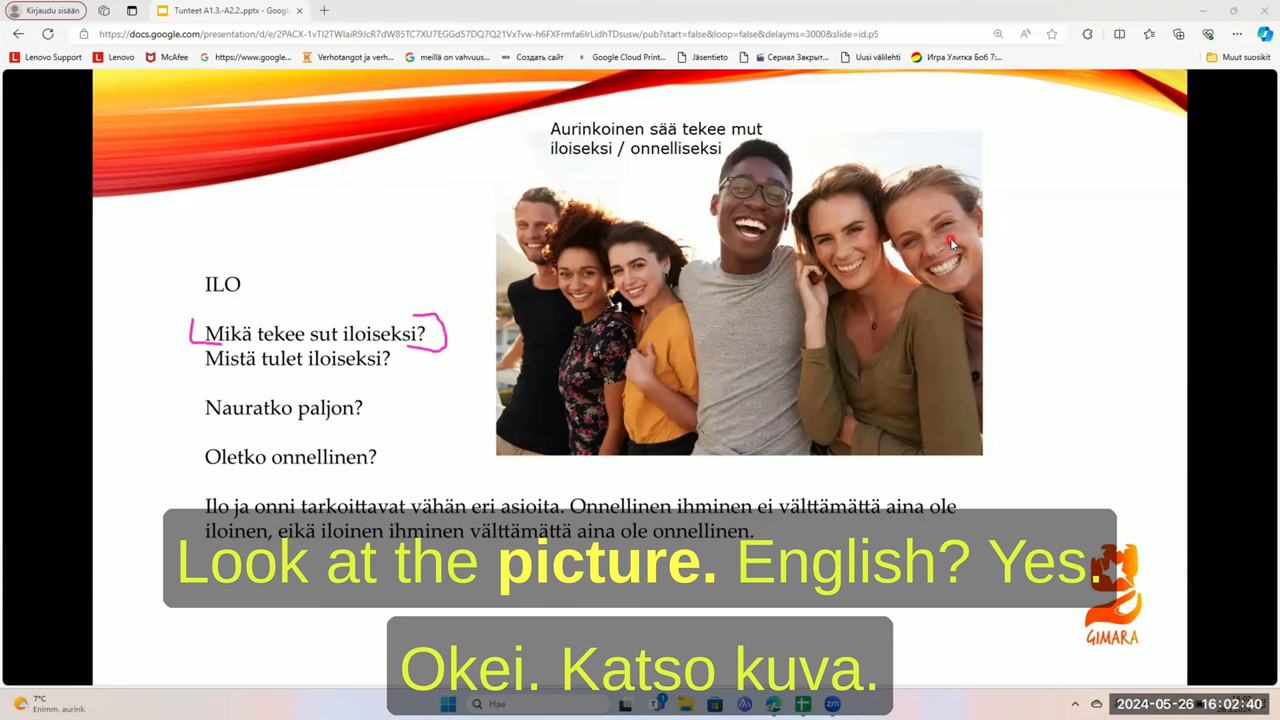 Kirjaudu sisään
Tunteet A1.3.-A2.2..pptx - Google
https://docs.google.com/presentation/d/e/2PACX-1vTi2TWlaiR9JcR7dW85TC7XU7EGGd57DQ7Q21VxTvw-h6FXFrmfa6IrLidhTDsusw/pub?start=false&loop=false&delayms=3000&slide=id.p5
Lenovo Support Lenovo McAfee https://www.google... Verhotangot ja verh... meillä on vahvuus... Создать сайт Google Cloud Print... Jäsentieto Сериал Закрыт... Uusi välilehti Игра Улитка Боб 7:... Muut suosikit
Aurinkoinen sää tekee mut
iloiseksi / onnelliseksi
ILO
Mikä tekee sut iloiseksi?
Mistä tulet iloiseksi?
Nauratko paljon?
Oletko onnellinen?
Ilo ja onni tarkoittavat vähän eri asioita. Onnellinen ihminen ei välttämättä aina ole
iloinen, eikä iloinen ihminen välttämättä aina ole onnellinen.
Look at the picture. English? Yes.
GIMARA
Okei. Katso kuva.
7°C
Enimm. aurink.
Hae
2024-05-26 16:02:40